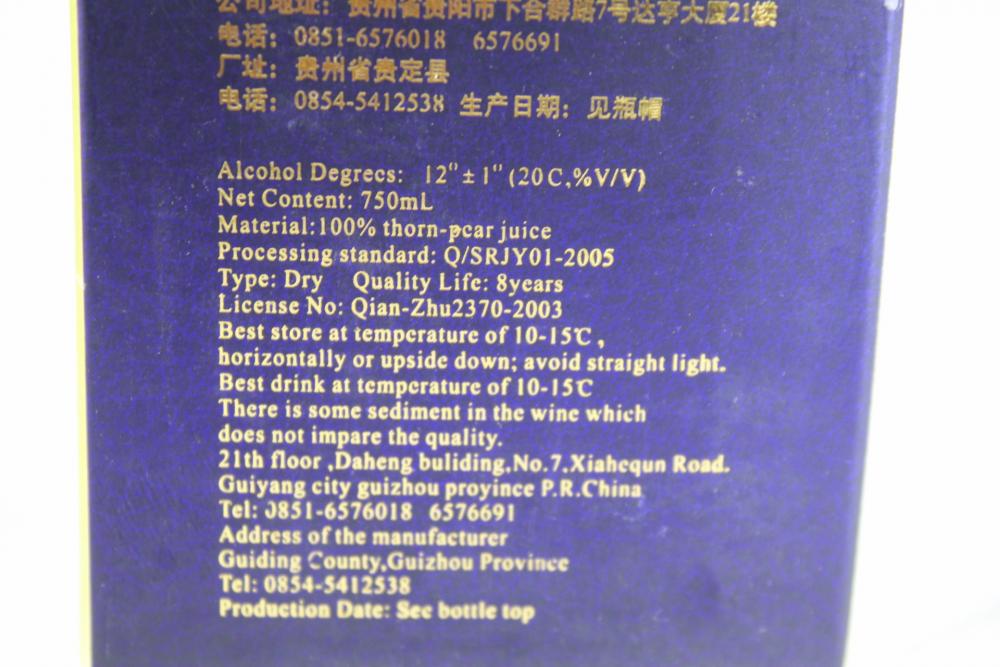 公司地址：贵州省贵阳市下合群路7号达亨大厦21楼
电话：0851-6576018 6576691
厂址：贵州省贵定县
电话：0854-5412538 生产日期：见瓶帽
Alcohol Degrees: 12°±1° (20C,%V/V)
Net Content: 750mL
Material:100% thorn-pear juice
Processing standard: Q/SRJY01-2005
Type: Dry Quality Life: 8years
License No: Qian-Zhu2370-2003
Best store at temperature of 10-15℃,
horizontally or upside down; avoid straight light.
Best drink at temperature of 10-15℃
There is some sediment in the wine which
does not impare the quality.
21th floor ,Daheng buliding,No.7.Xiahequn Road.
Guiyang city guizhou proyince P.R.China
Tel: 0851-6576018 6576691
Address of the manufacturer
Guiding County,Guizhou Province
Tel: 0854-5412538
Production Date: See bottle top